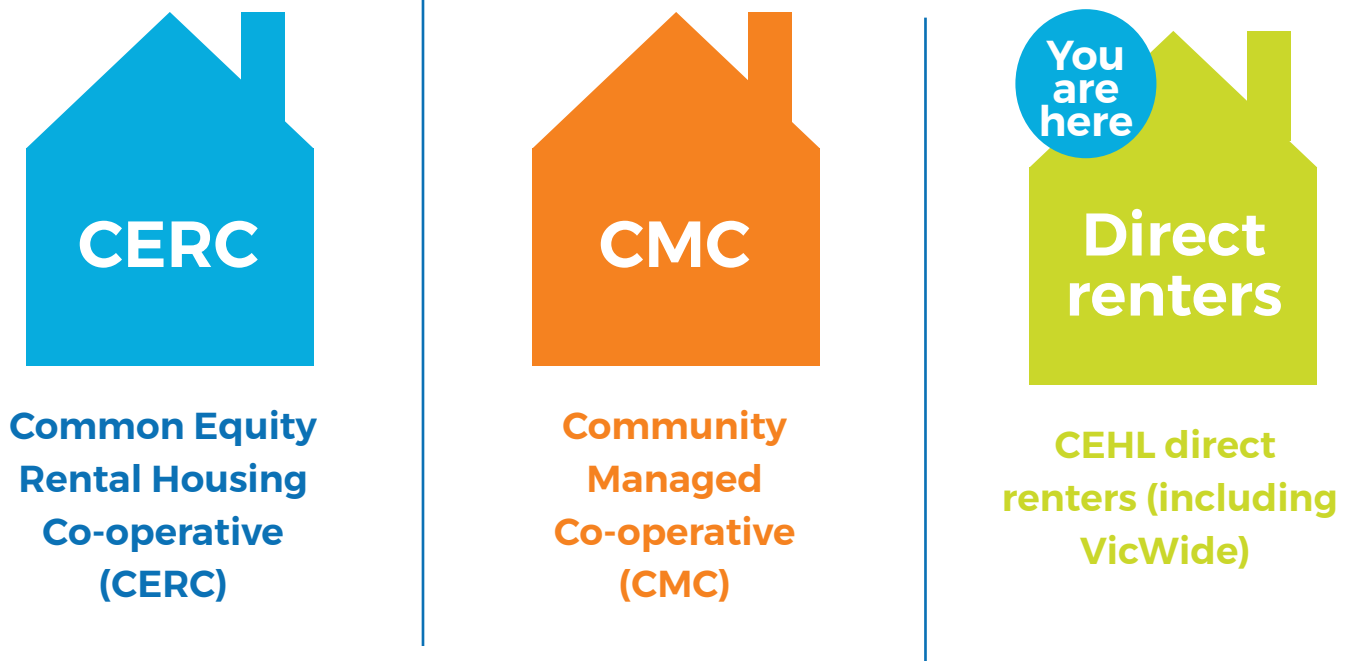 CERC
Common Equity
Rental Housing
Co-operative
(CERC)
CMC
Community
Managed
Co-operative
(CMC)
You
are
here
Direct
renters
CEHL direct
renters (including
VicWide)